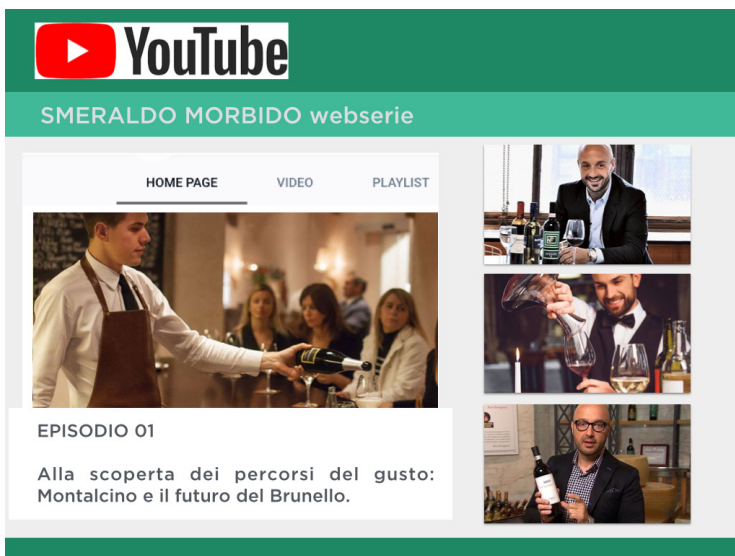 YouTube
SMERALDO MORBIDO webserie
HOME PAGE VIDEO PLAYLIST
EPISODIO 01
Alla scoperta dei percorsi del gusto:
Montalcino e il futuro del Brunello.